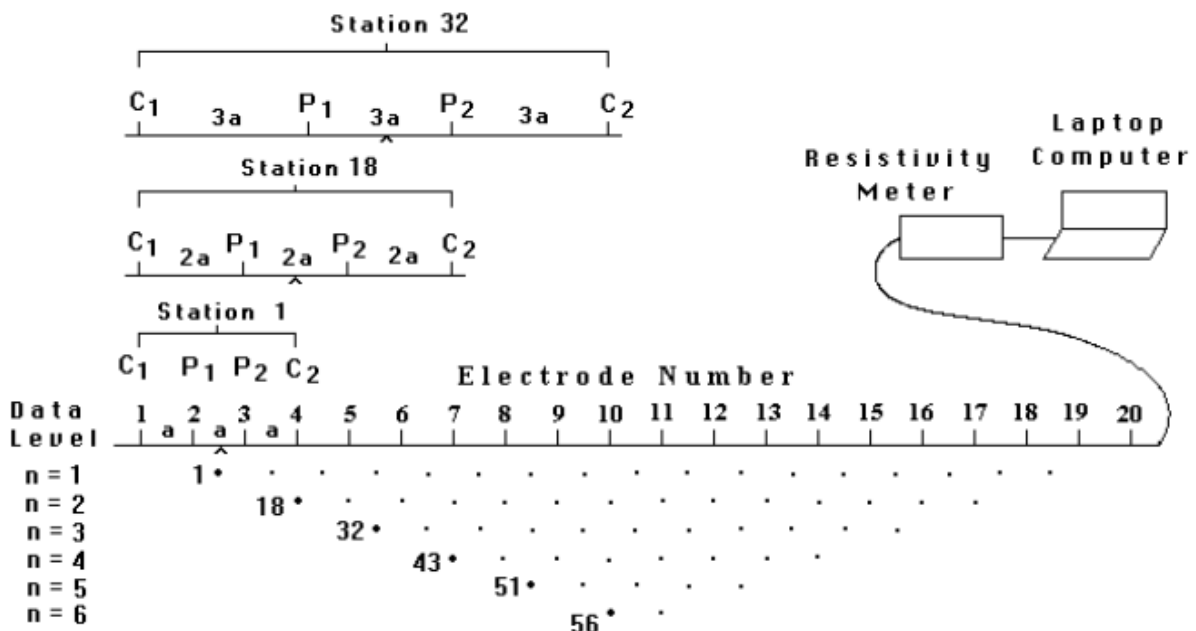 Station 32
C1 3a P1 3a P2 3a C2
Station 18
C1 2a P1 2a P2 2a C2
Station 1
C1 P1 P2 C2
Resistivity
Meter
Laptop
Computer
Electrode Number
Data
Level
1 2 3 4 5 6 7 8 9 10 11 12 13 14 15 16 17 18 19 20
a a a
n = 1 1
n = 2 18
n = 3 32
n = 4 43
n = 5 51
n = 6 56